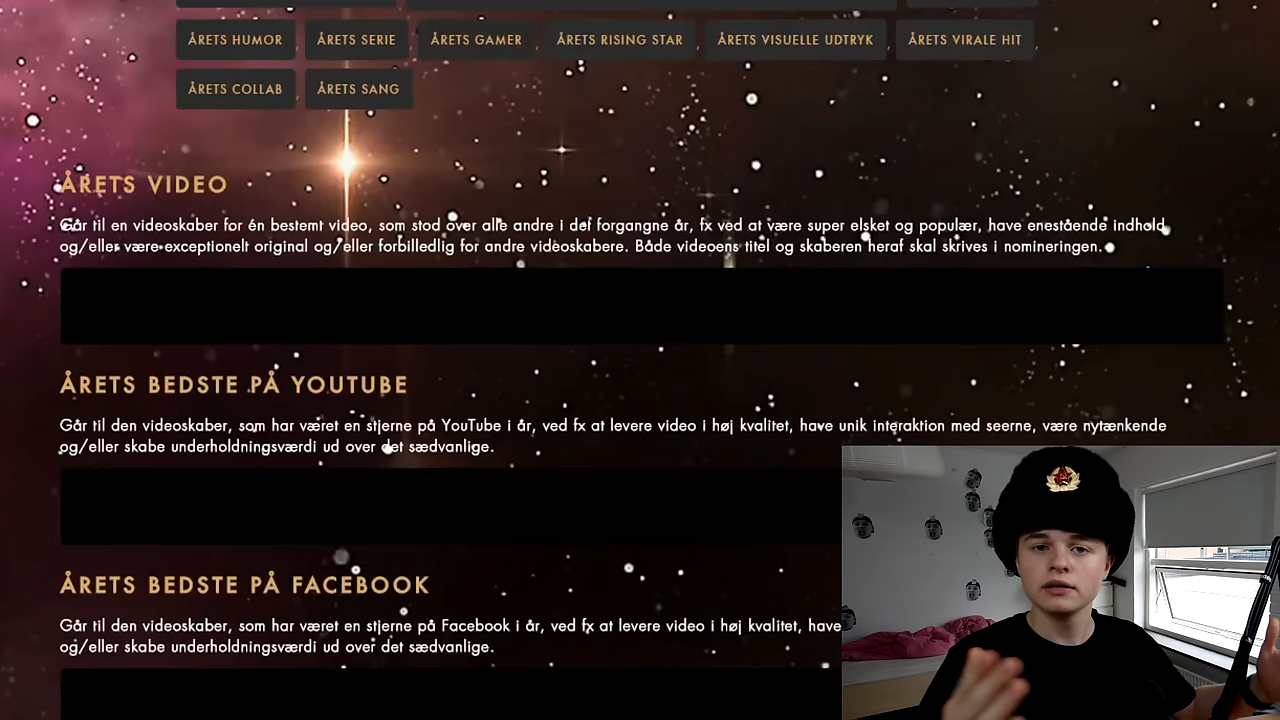 ÅRETS HUMOR ÅRETS SERIE ÅRETS GAMER ÅRETS RISING STAR ÅRETS VISUELLE UDTRYK ÅRETS VIRALE HIT
ÅRETS COLLAB ÅRETS SANG
ÅRETS VIDEO
Går til en videoskaber for én bestemt video, som stod over alle andre i det forgangne år, fx ved at være super elsket og populær, have enestående indhold
og/eller være exceptionelt original og/eller forbilledlig for andre videoskabere. Både videoens titel og skaberen heraf skal skrives i nomineringen.
ÅRETS BEDSTE PÅ YOUTUBE
Går til den videoskaber, som har været en stjerne på YouTube i år, ved fx at levere video i høj kvalitet, have unik interaktion med seerne, være nytænkende
og/eller skabe underholdningsværdi ud over det sædvanlige.
ÅRETS BEDSTE PÅ FACEBOOK
Går til den videoskaber, som har været en stjerne på Facebook i år, ved fx at levere video i høj kvalitet, have
og/eller skabe underholdningsværdi ud over det sædvanlige.